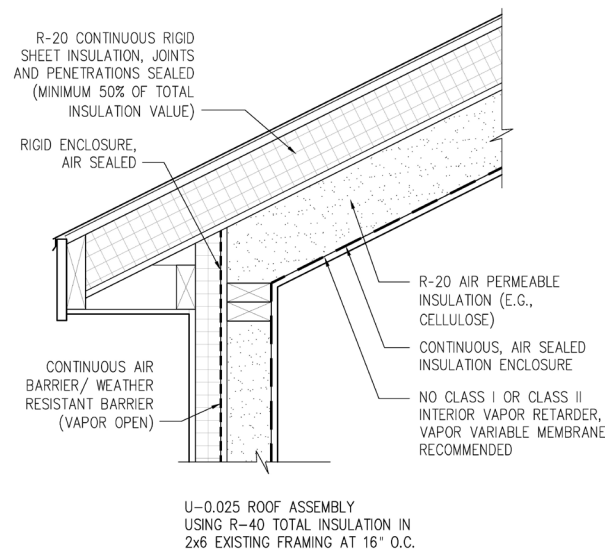 R-20 CONTINUOUS RIGID
SHEET INSULATION, JOINTS
AND PENETRATIONS SEALED
(MINIMUM 50% OF TOTAL
INSULATION VALUE)
RIGID ENCLOSURE,
AIR SEALED
R-20 AIR PERMEABLE
INSULATION (E.G.,
CELLULOSE)
CONTINUOUS, AIR SEALED
INSULATION ENCLOSURE
NO CLASS I OR CLASS II
INTERIOR VAPOR RETARDER,
VAPOR VARIABLE MEMBRANE
RECOMMENDED
CONTINUOUS AIR
BARRIER/ WEATHER
RESISTANT BARRIER
(VAPOR OPEN)
U-0.025 ROOF ASSEMBLY
USING R-40 TOTAL INSULATION IN
2x6 EXISTING FRAMING AT 16" O.C.